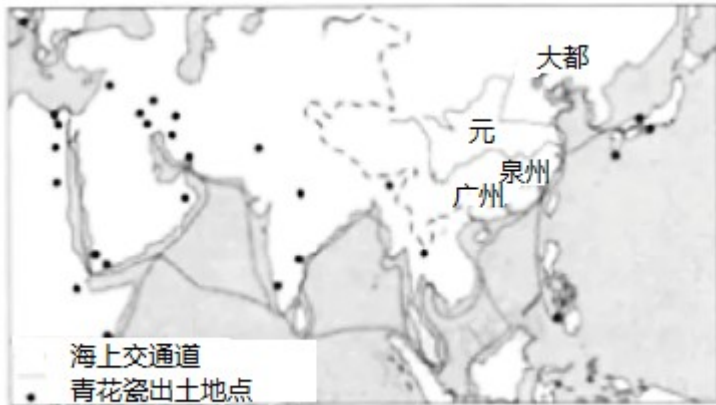 大都
元
泉州
广州
海上交通道
青花瓷出土地点